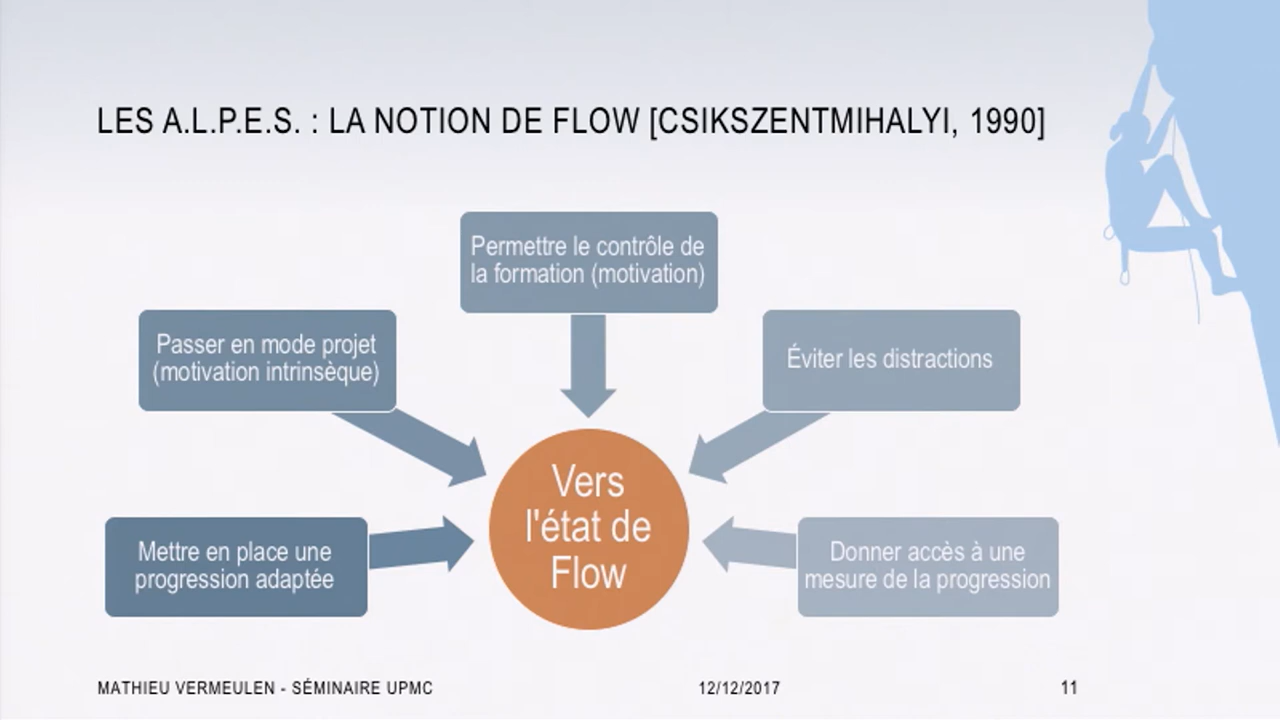 LES A.L.P.E.S. : LA NOTION DE FLOW [CSIKSZENTMIHALYI, 1990]
Permettre le contrôle de
la formation (motivation)
Passer en mode projet
(motivation intrinsèque)
Éviter les distractions
Vers
l'état de
Flow
Mettre en place une
progression adaptée
Donner accès à une
mesure de la progression
MATHIEU VERMEULEN - SÉMINAIRE UPMC
12/12/2017
11